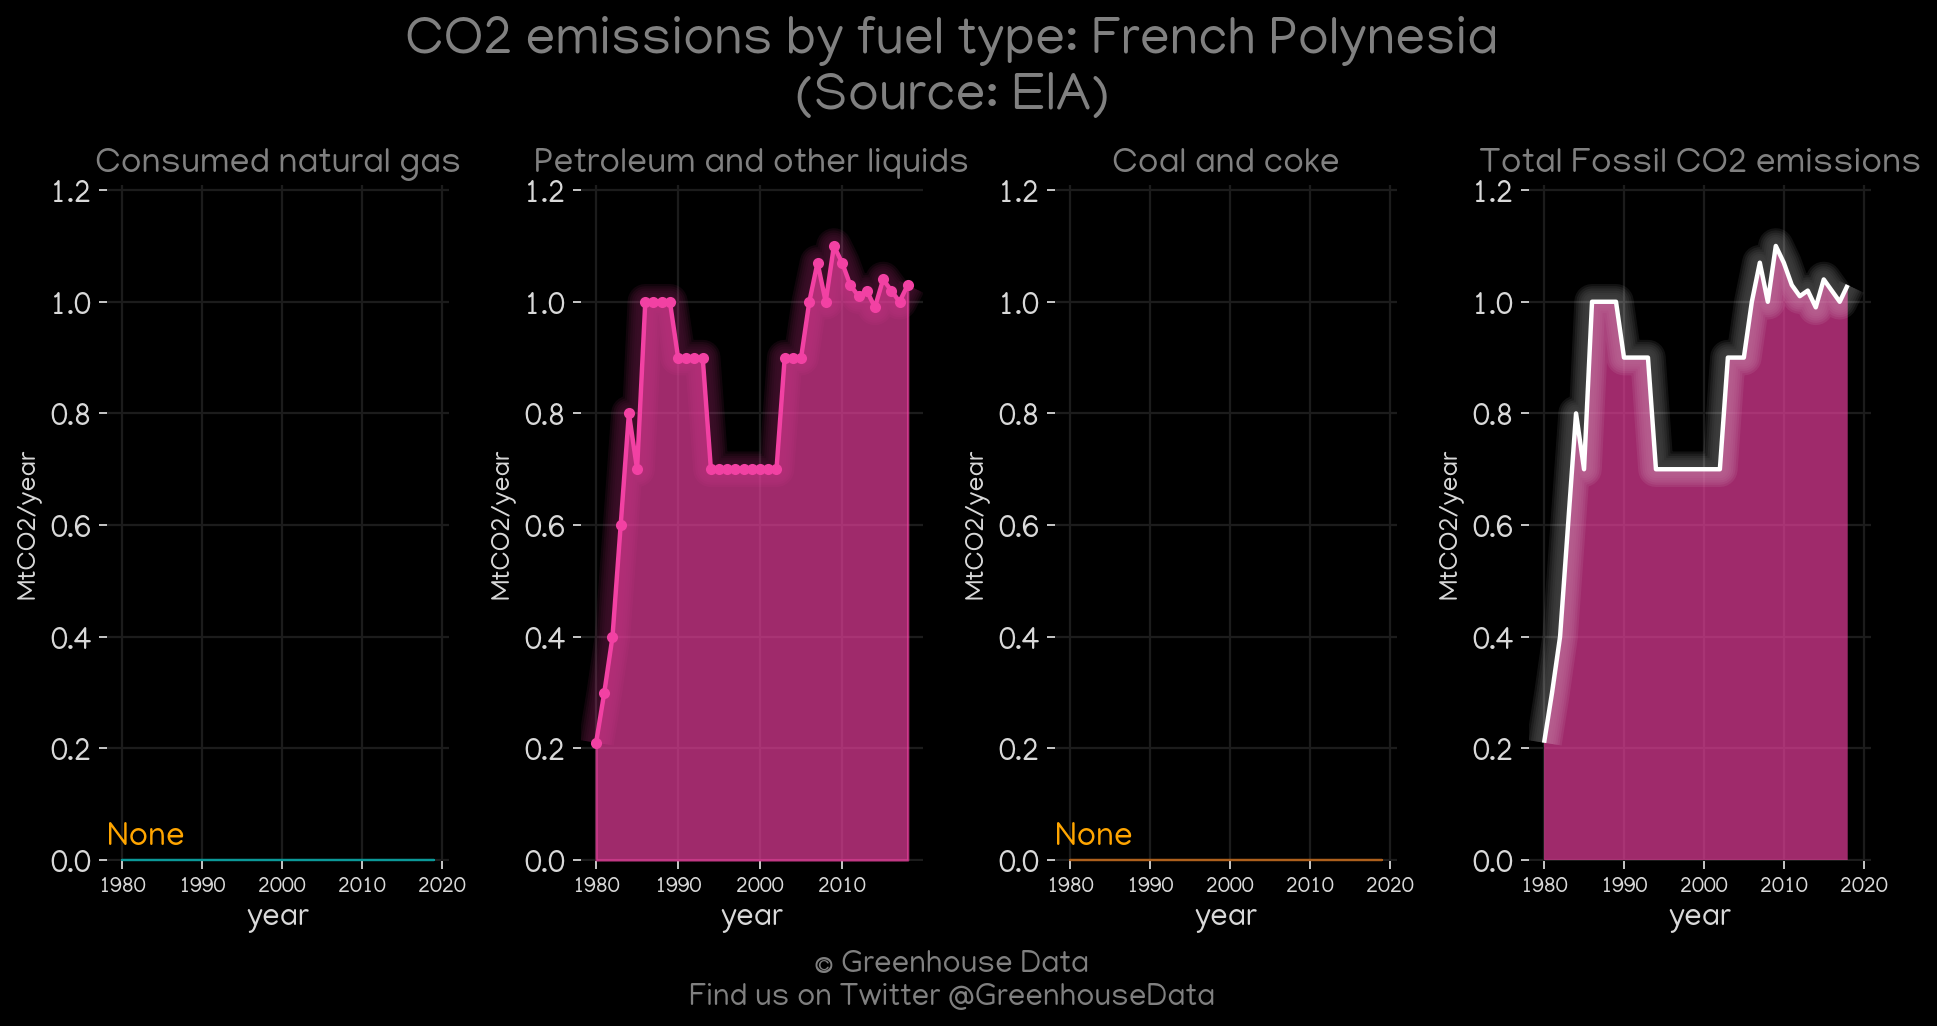 CO2 emissions by fuel type: French Polynesia
(Source: EIA)
Consumed natural gas
1.2
1.0
0.8
0.6
0.4
0.2
0.0
MtCO2/year
None
1980 1990 2000 2010 2020
year
Petroleum and other liquids
1.2
1.0
0.8
0.6
0.4
0.2
0.0
MtCO2/year
1980 1990 2000 2010
year
Coal and coke
1.2
1.0
0.8
0.6
0.4
0.2
0.0
MtCO2/year
None
1980 1990 2000 2010 2020
year
Total Fossil CO2 emissions
1.2
1.0
0.8
0.6
0.4
0.2
0.0
MtCO2/year
1980 1990 2000 2010 2020
year
© Greenhouse Data
Find us on Twitter @GreenhouseData